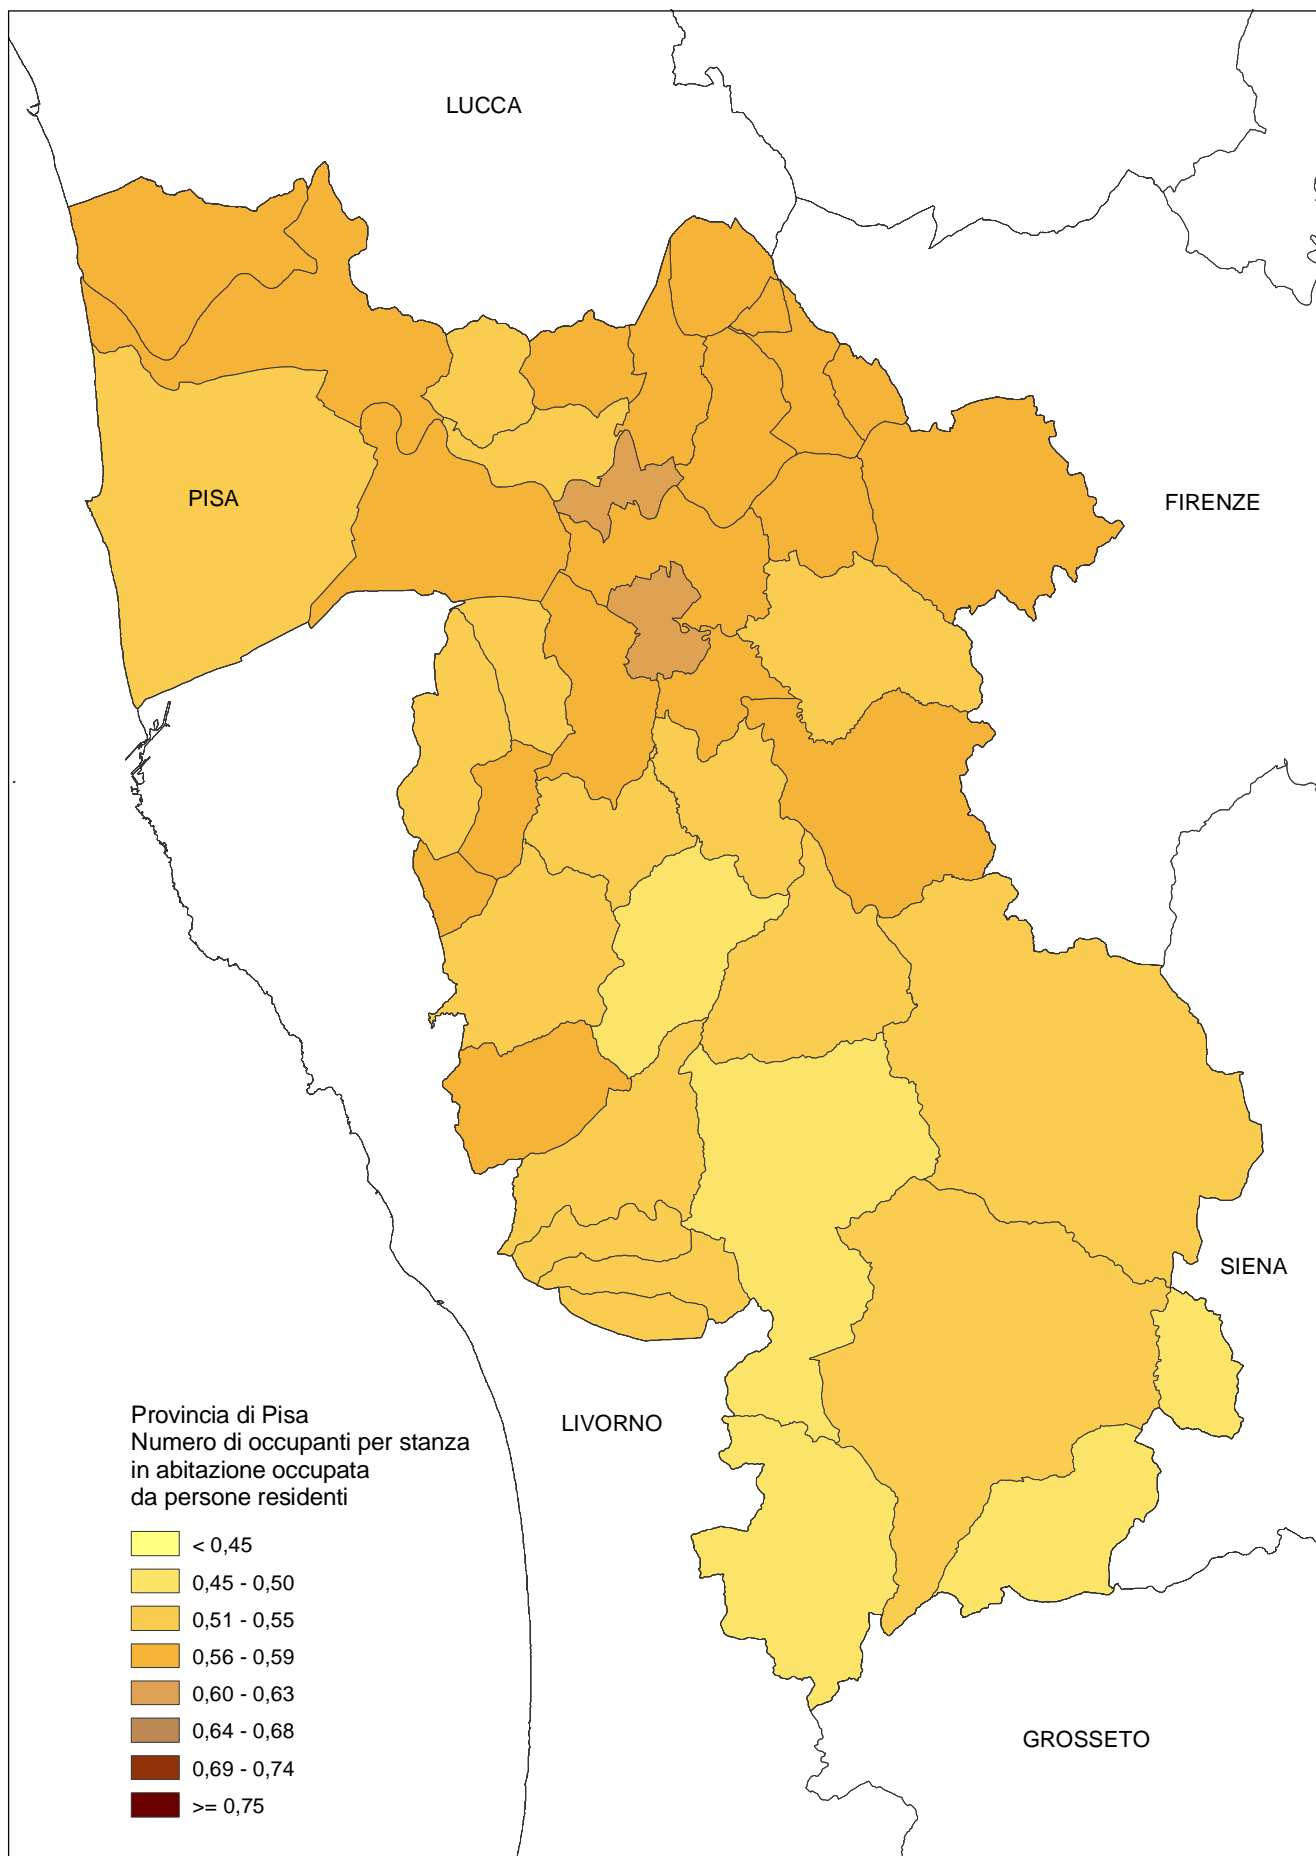 LUCCA
PISA
FIRENZE
SIENA
LIVORNO
GROSSETO
Provincia di Pisa
Numero di occupanti per stanza
in abitazione occupata
da persone residenti
< 0,45
0,45 - 0,50
0,51 - 0,55
0,56 - 0,59
0,60 - 0,63
0,64 - 0,68
0,69 - 0,74
>= 0,75